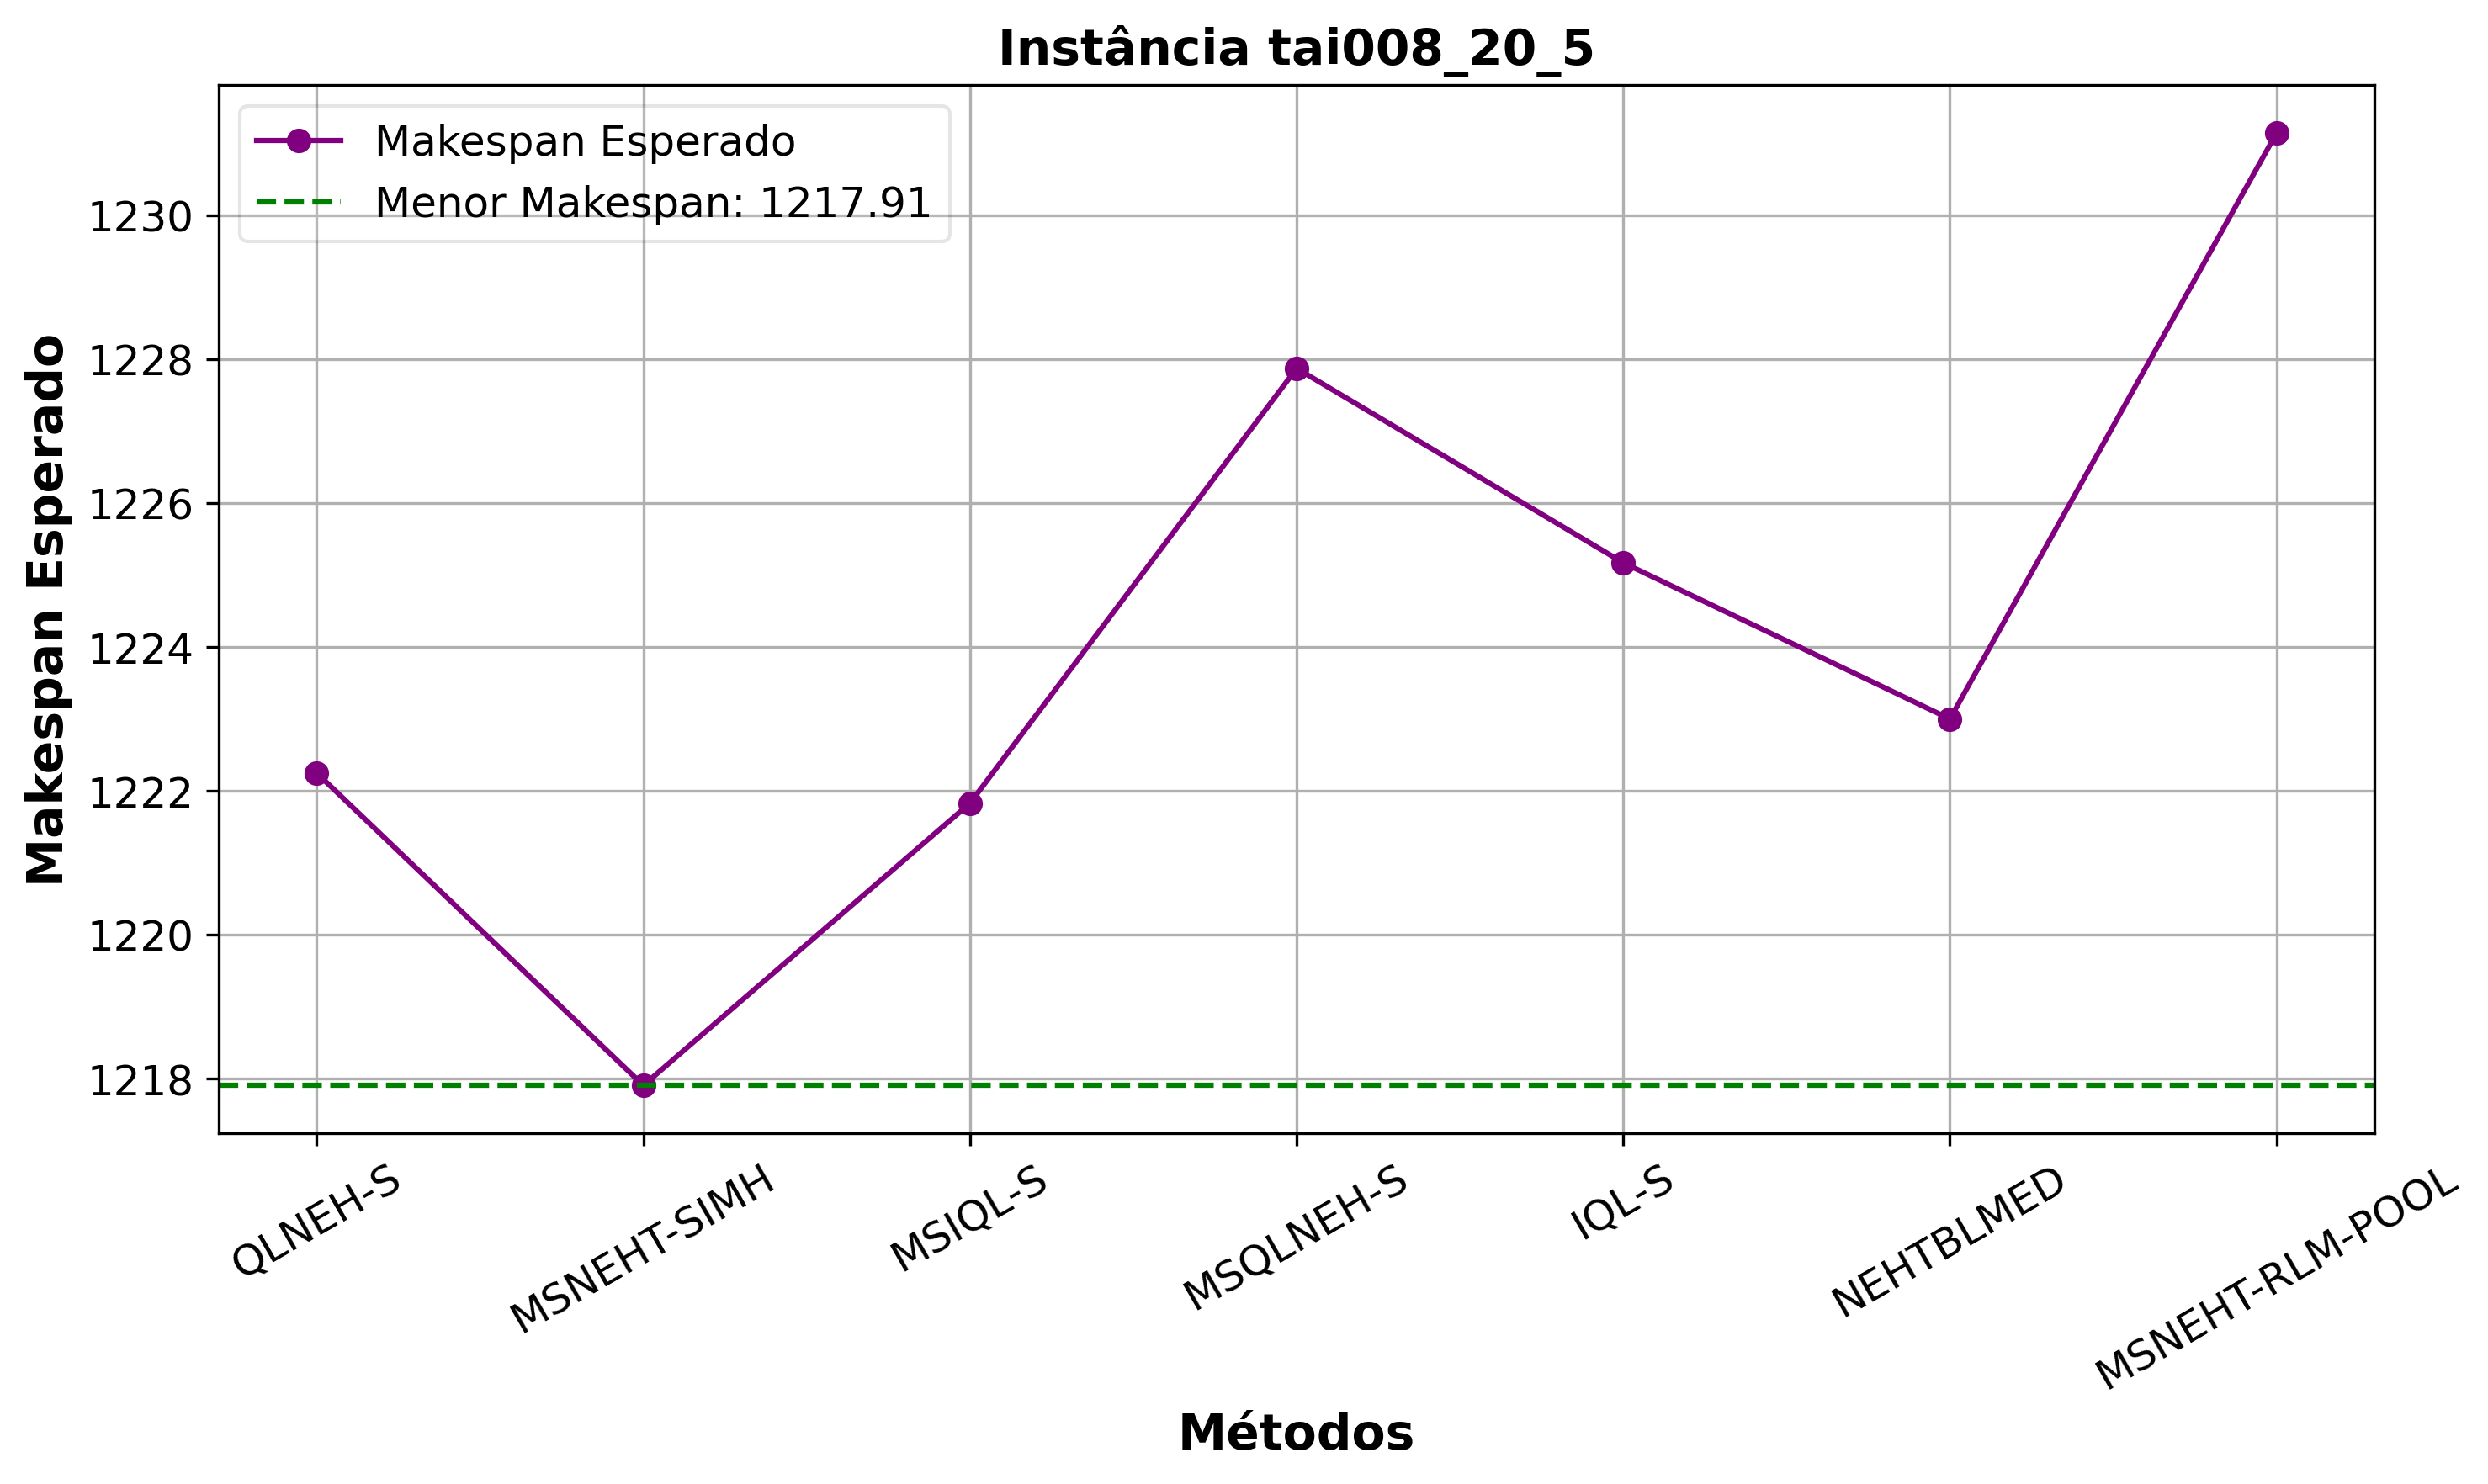 Instância tai008_20_5
Makespan Esperado
Menor Makespan: 1217.91
Makespan Esperado
1230
1228
1226
1224
1222
1220
1218
QLNEH-S
MSNEHT-SIMH
MSIQL-S
MSQLNEH-S
IQL-S
NEHTBLMED
MSNEHT-RLM-POOL
Métodos